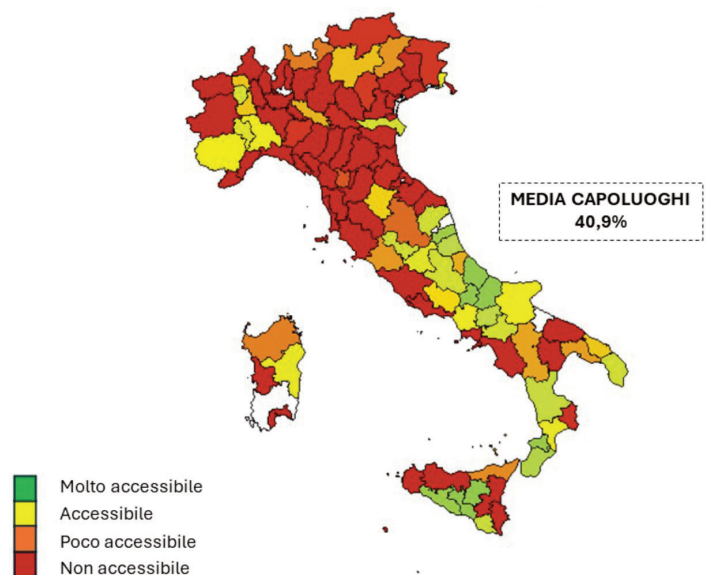 MEDIA CAPOLUOGHI
40,9%
Molto accessibile
Accessibile
Poco accessibile
Non accessibile